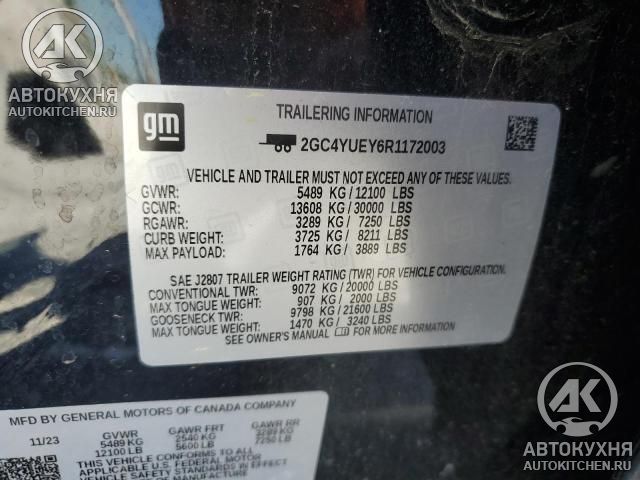 АК
АВТОКУХНЯ
AVTOKITCHEN.RU
gm
TRAILERING INFORMATION
2GC4YUEY6R1172003
VEHICLE AND TRAILER MUST NOT EXCEED ANY OF THESE VALUES.
GVWR: 5489 KG/12100 LBS
GCWR: 13608 KG/30000 LBS
RGAWR: 3289 KG/ 7250 LBS
CURB WEIGHT: 3725 KG/ 8211 LBS
MAX PAYLOAD: 1764 KG/ 3889 LBS
SAE J2807 TRAILER WEIGHT RATING (TWR) FOR VEHICLE CONFIGURATION.
CONVENTIONAL TWR: 9072 KG/20000 LBS
MAX TONGUE WEIGHT: 907 KG/ 2000 LBS
GOOSENECK TWR: 9798 KG/21600 LBS
MAX TONGUE WEIGHT: 1470 KG/ 3240 LBS
SEE OWNER'S MANUAL FOR MORE INFORMATION
MFD BY GENERAL MOTORS OF CANADA COMPANY
11/23 GVWR GAWR FRT GAWR RR
5489 KG 2540 KG 3289 KG
12100 LB 5600 LB 7250 LB
THIS VEHICLE CONFORMS TO ALL
APPLICABLE U.S. FEDERAL MOTOR
VEHICLE SAFETY STANDARDS IN EFFECT
АК
АВТОКУХНЯ
AVTOKITCHEN.RU